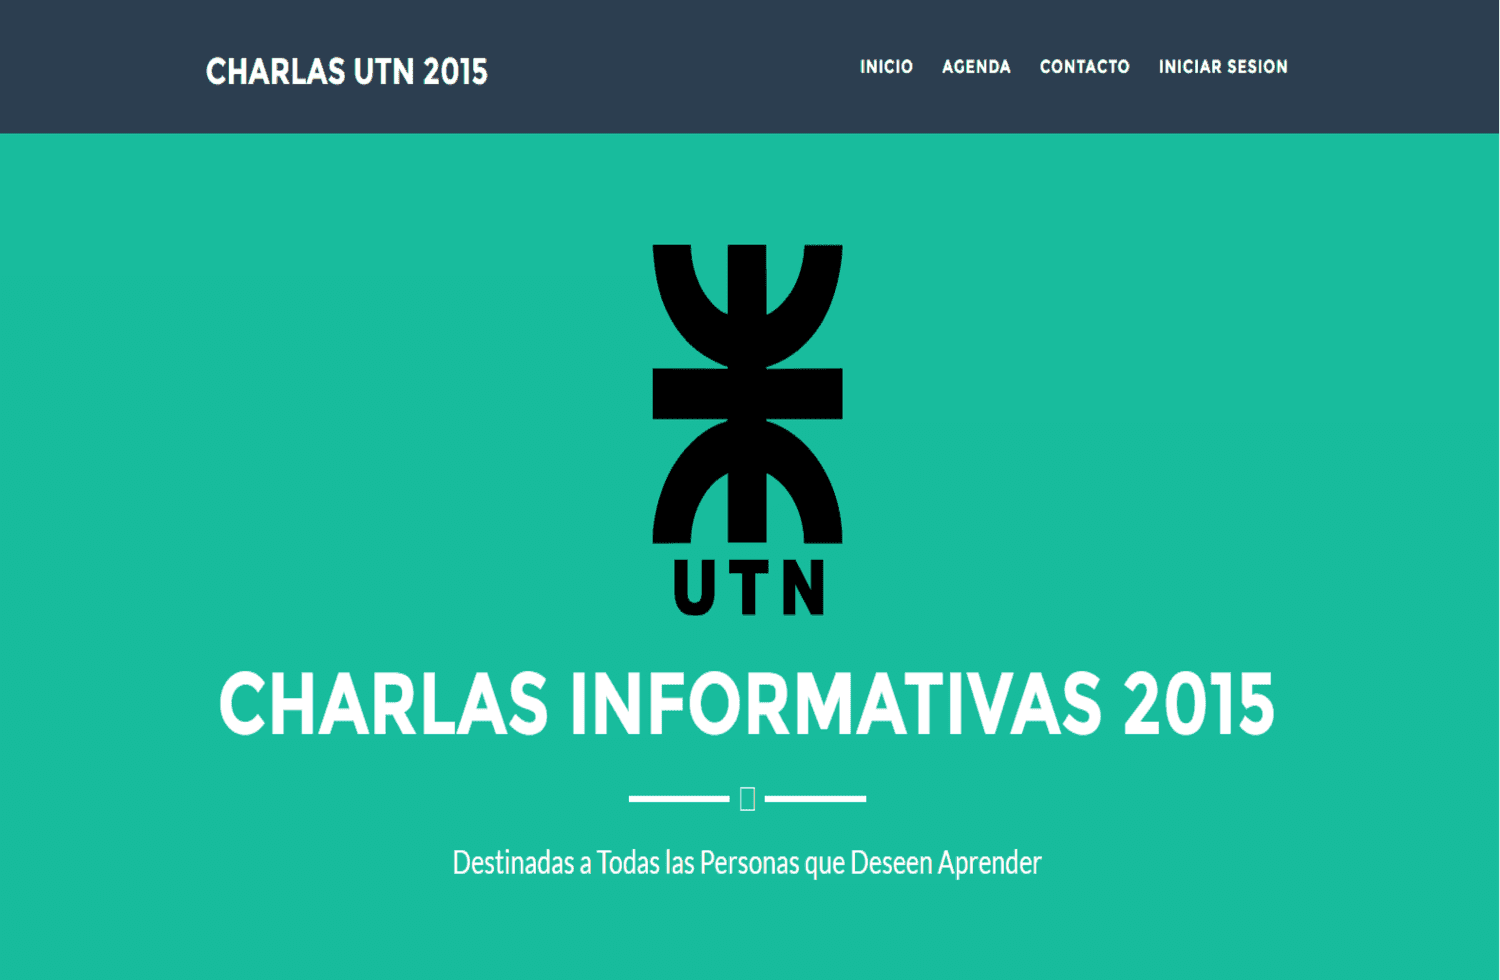 CHARLAS UTN 2015
INICIO AGENDA CONTACTO INICIAR SESION
UTN
CHARLAS INFORMATIVAS 2015
Destinadas a Todas las Personas que Deseen Aprender